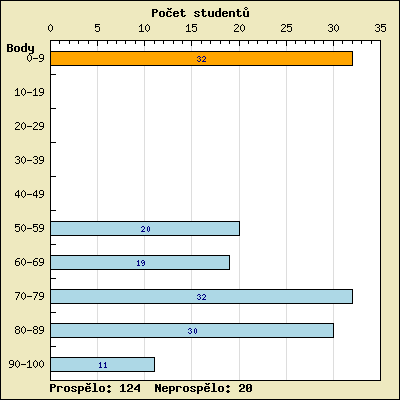 Počet studentů
0 5 10 15 20 25 30 35
Body
0-9 32
10-19
20-29
30-39
40-49
50-59 20
60-69 19
70-79 32
80-89 30
90-100 11
Prospělo: 124 Neprospělo: 20